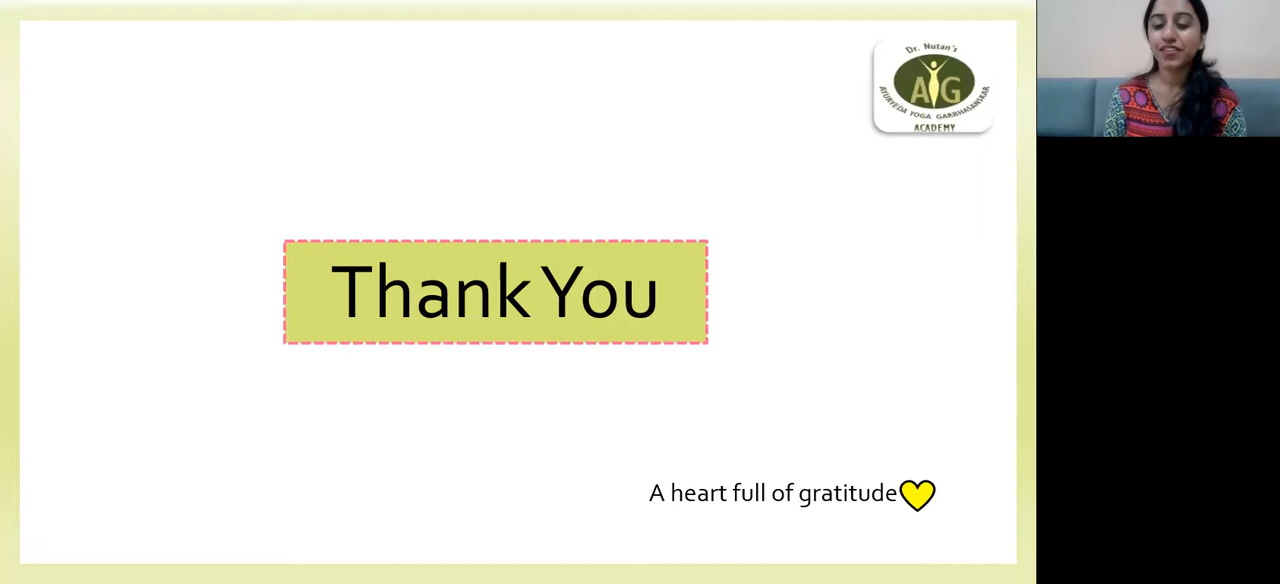 Dr. Nutan's
AYG
AYURVEDA YOGA GARBHASANSKAR
ACADEMY
Thank You
A heart full of gratitude